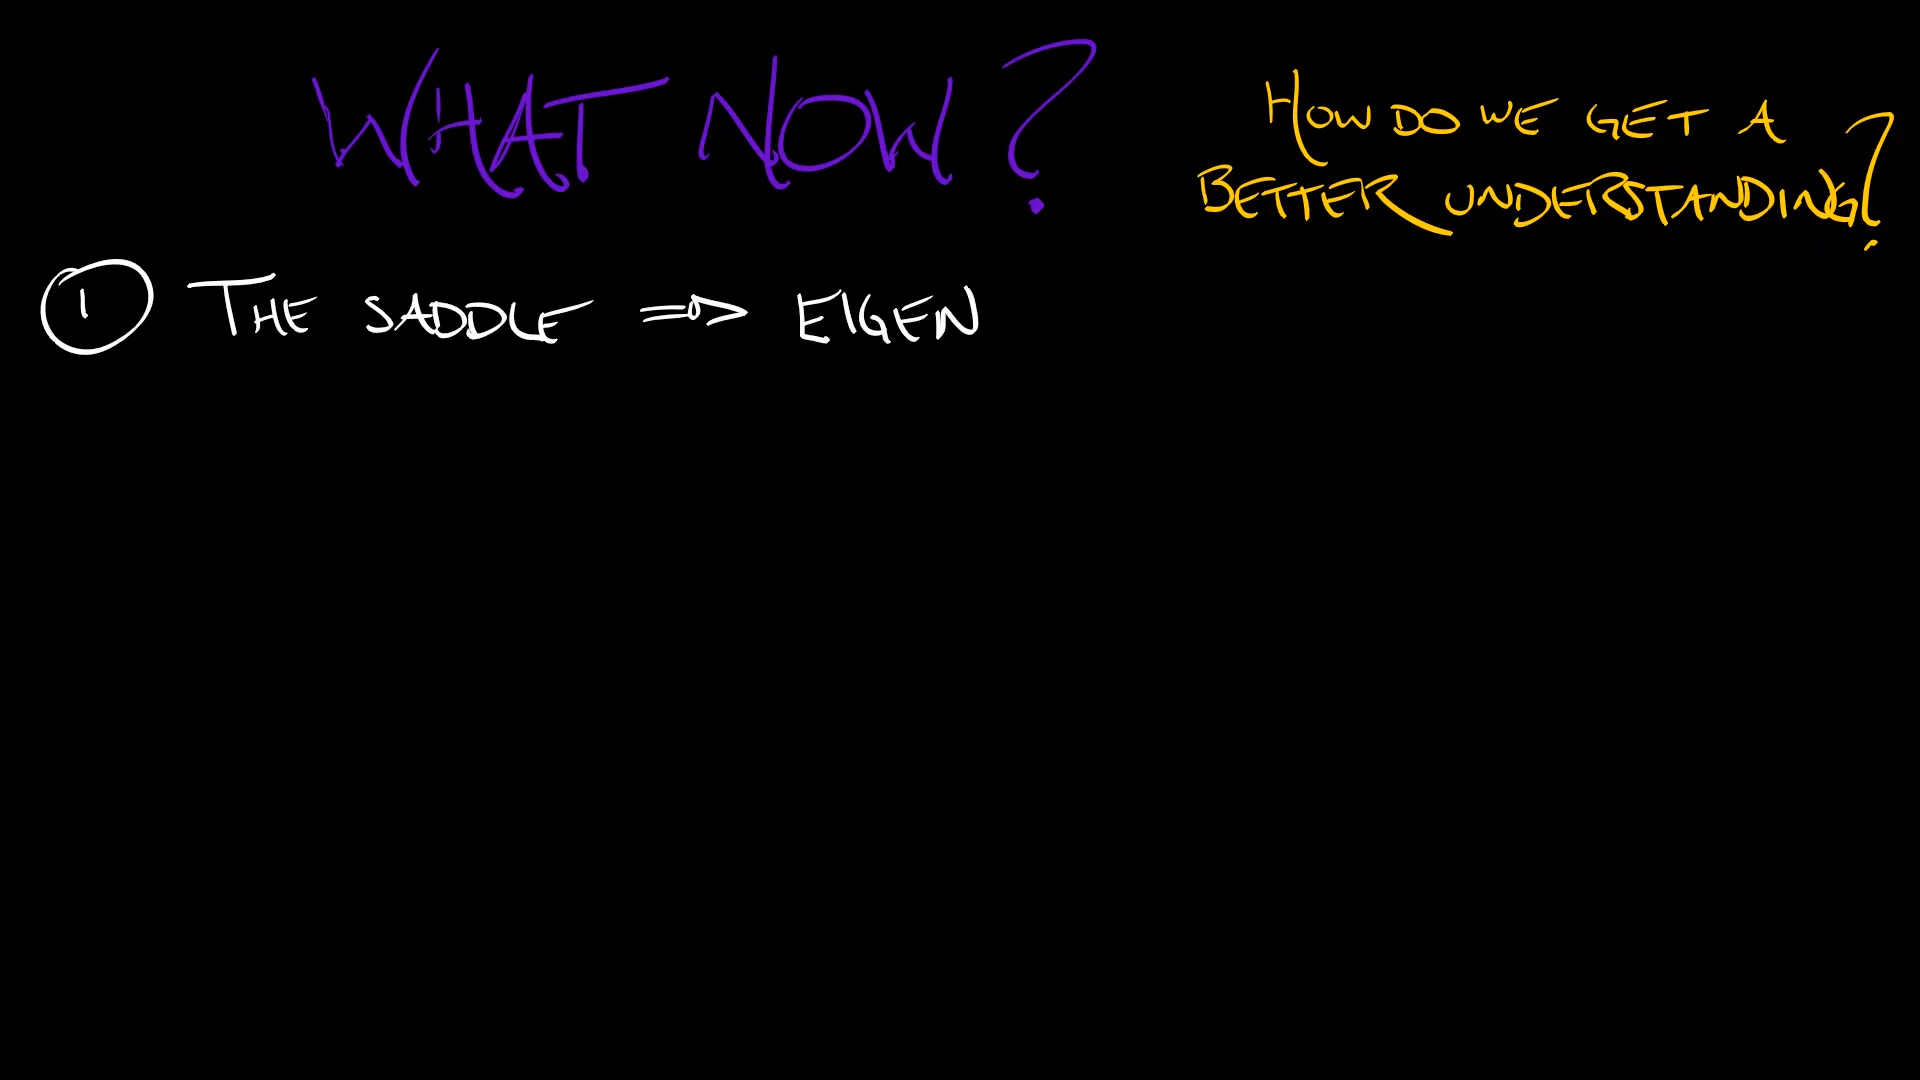 WHAT NOW?
HOW DO WE GET A
BETTER UNDERSTANDING?
1 THE SADDLE ⇒ EIGEN